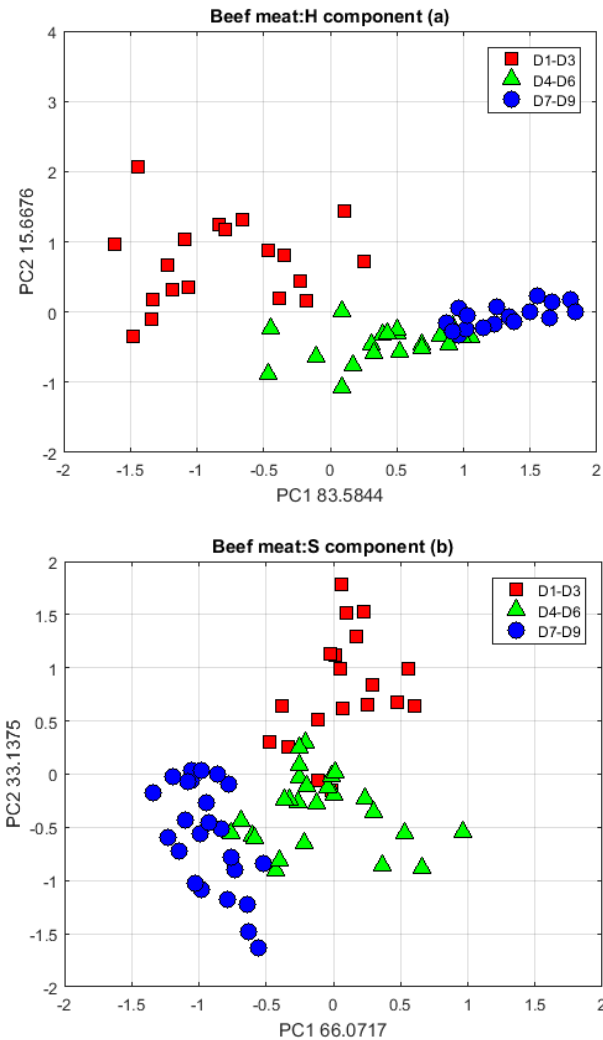 Beef meat:H component (a)
4
3
2
1
0
-1
-2
PC2 15.6676
D1-D3
D4-D6
D7-D9
-2 -1.5 -1 -0.5 0 0.5 1 1.5 2
PC1 83.5844
Beef meat:S component (b)
2
1.5
1
0.5
0
-0.5
-1
-1.5
-2
PC2 33.1375
D1-D3
D4-D6
D7-D9
-2 -1.5 -1 -0.5 0 0.5 1 1.5 2
PC1 66.0717